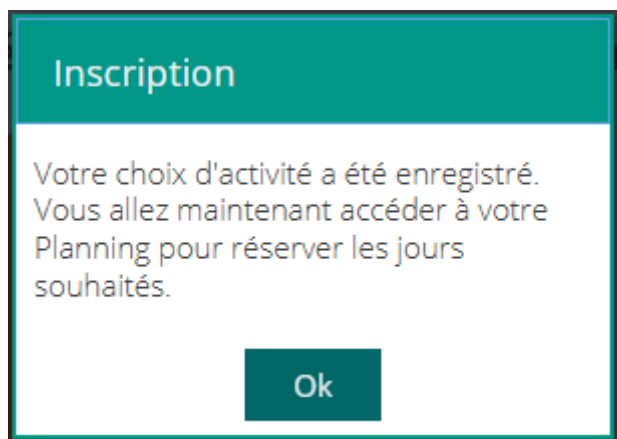 Inscription
Votre choix d'activité a été enregistré.
Vous allez maintenant accéder à votre
Planning pour réserver les jours
souhaités.
Ok